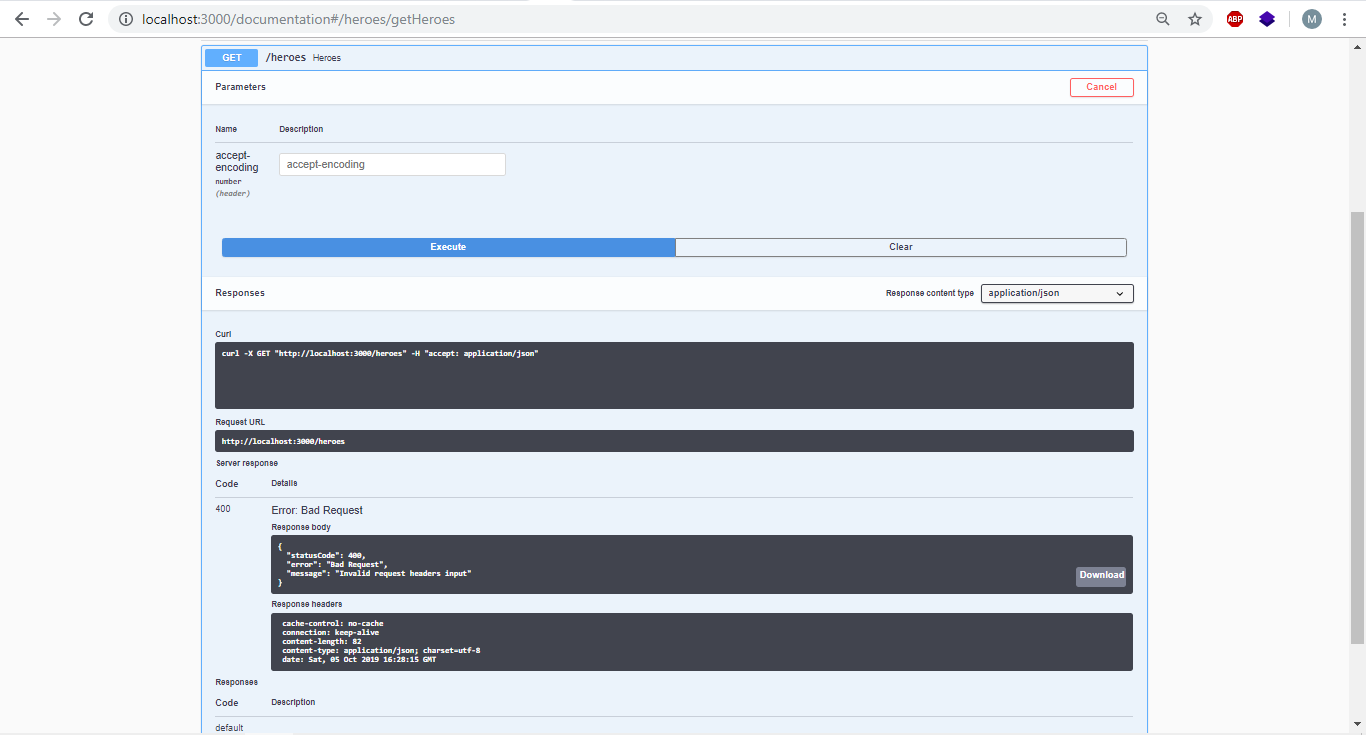 localhost:3000/documentation#/heroes/getHeroes
ABP
M
GET /heroes Heroes
Parameters
Cancel
Name Description
accept-
encoding
number
(header)
accept-encoding
Execute
Clear
Responses
Response content type application/json
Curl
curl -X GET "http://localhost:3000/heroes" -H "accept: application/json"
Request URL
http://localhost:3000/heroes
Server response
Code Details
400 Error: Bad Request
Response body
{
"statusCode": 400,
"error": "Bad Request",
"message": "Invalid request headers input"
}
Download
Response headers
cache-control: no-cache
connection: keep-alive
content-length: 82
content-type: application/json; charset=utf-8
date: Sat, 05 Oct 2019 16:28:15 GMT
Responses
Code Description
default